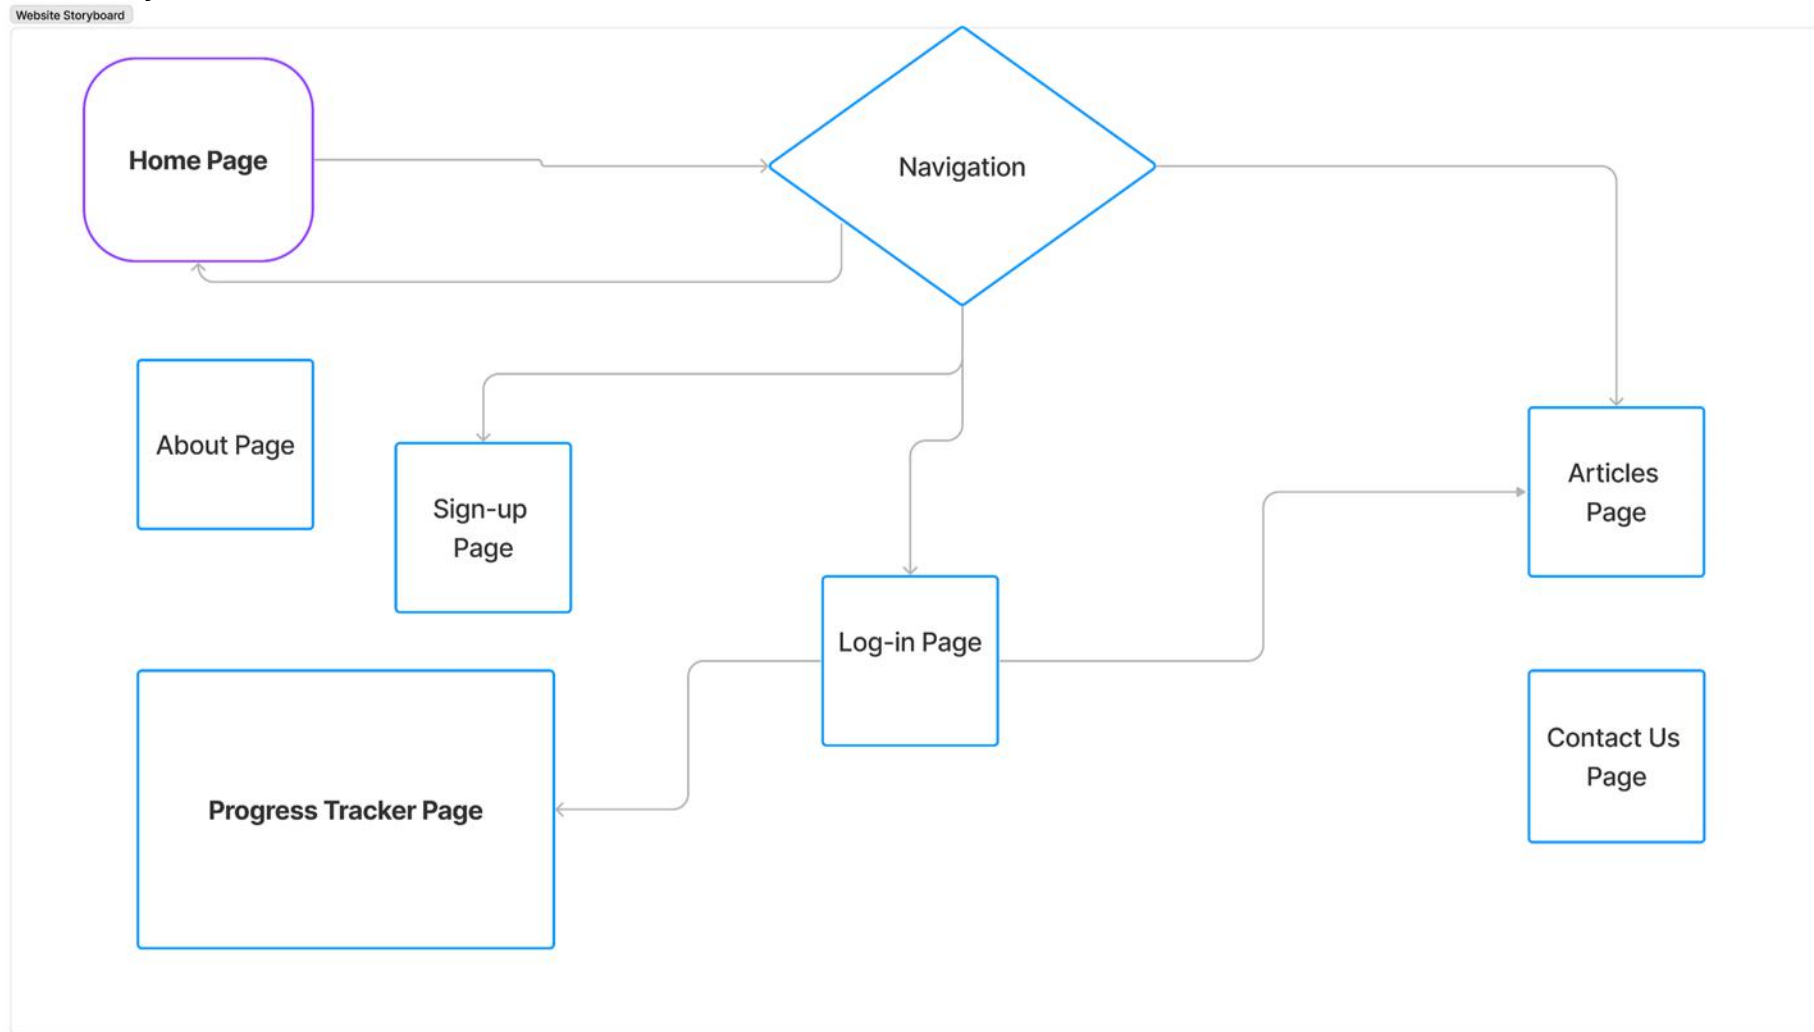 Website Storyboard
Home Page
Navigation
About Page
Sign-up
Page
Articles
Page
Log-in Page
Progress Tracker Page
Contact Us
Page